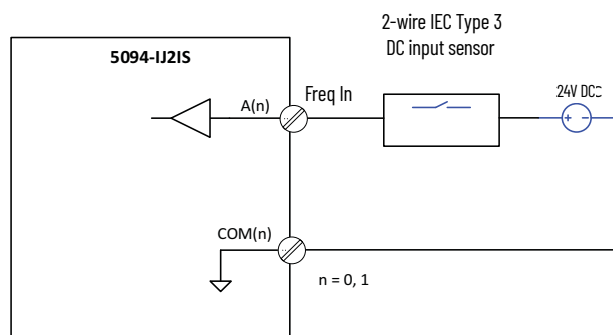 2-wire IEC Type 3
DC input sensor
5094-IJ2IS
Freq In
24V DC
A(n)
+ -
COM(n)
n = 0, 1